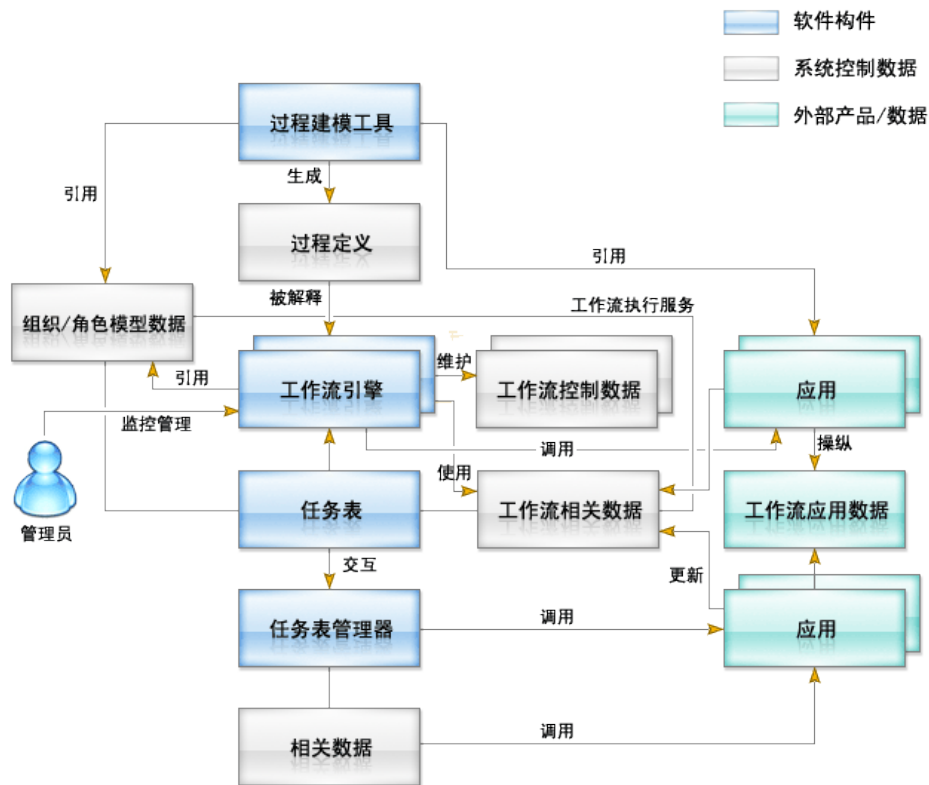 软件构件
系统控制数据
外部产品/数据
过程建模工具
生成
引用
过程定义
引用
被解释
工作流执行服务
组织/角色模型数据
维护
引用
工作流引擎
工作流控制数据
应用
监控管理
调用
操纵
使用
管理员
任务表
工作流相关数据
工作流应用数据
交互
更新
任务表管理器
调用
应用
相关数据
调用